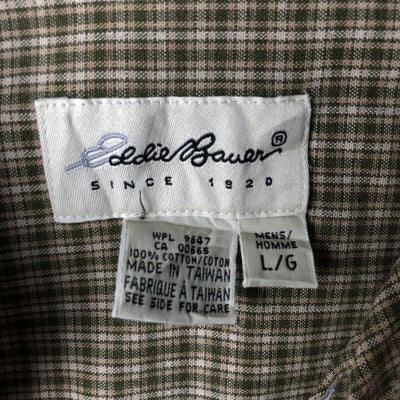 Eddie Bauer®
SINCE 1920
WPL 9647
CA 00665
100% COTTON/COTON
MADE IN TAIWAN
FABRIQUE À TAIWAN
SEE SIDE FOR CARE
MENS/
HOMME
L/G